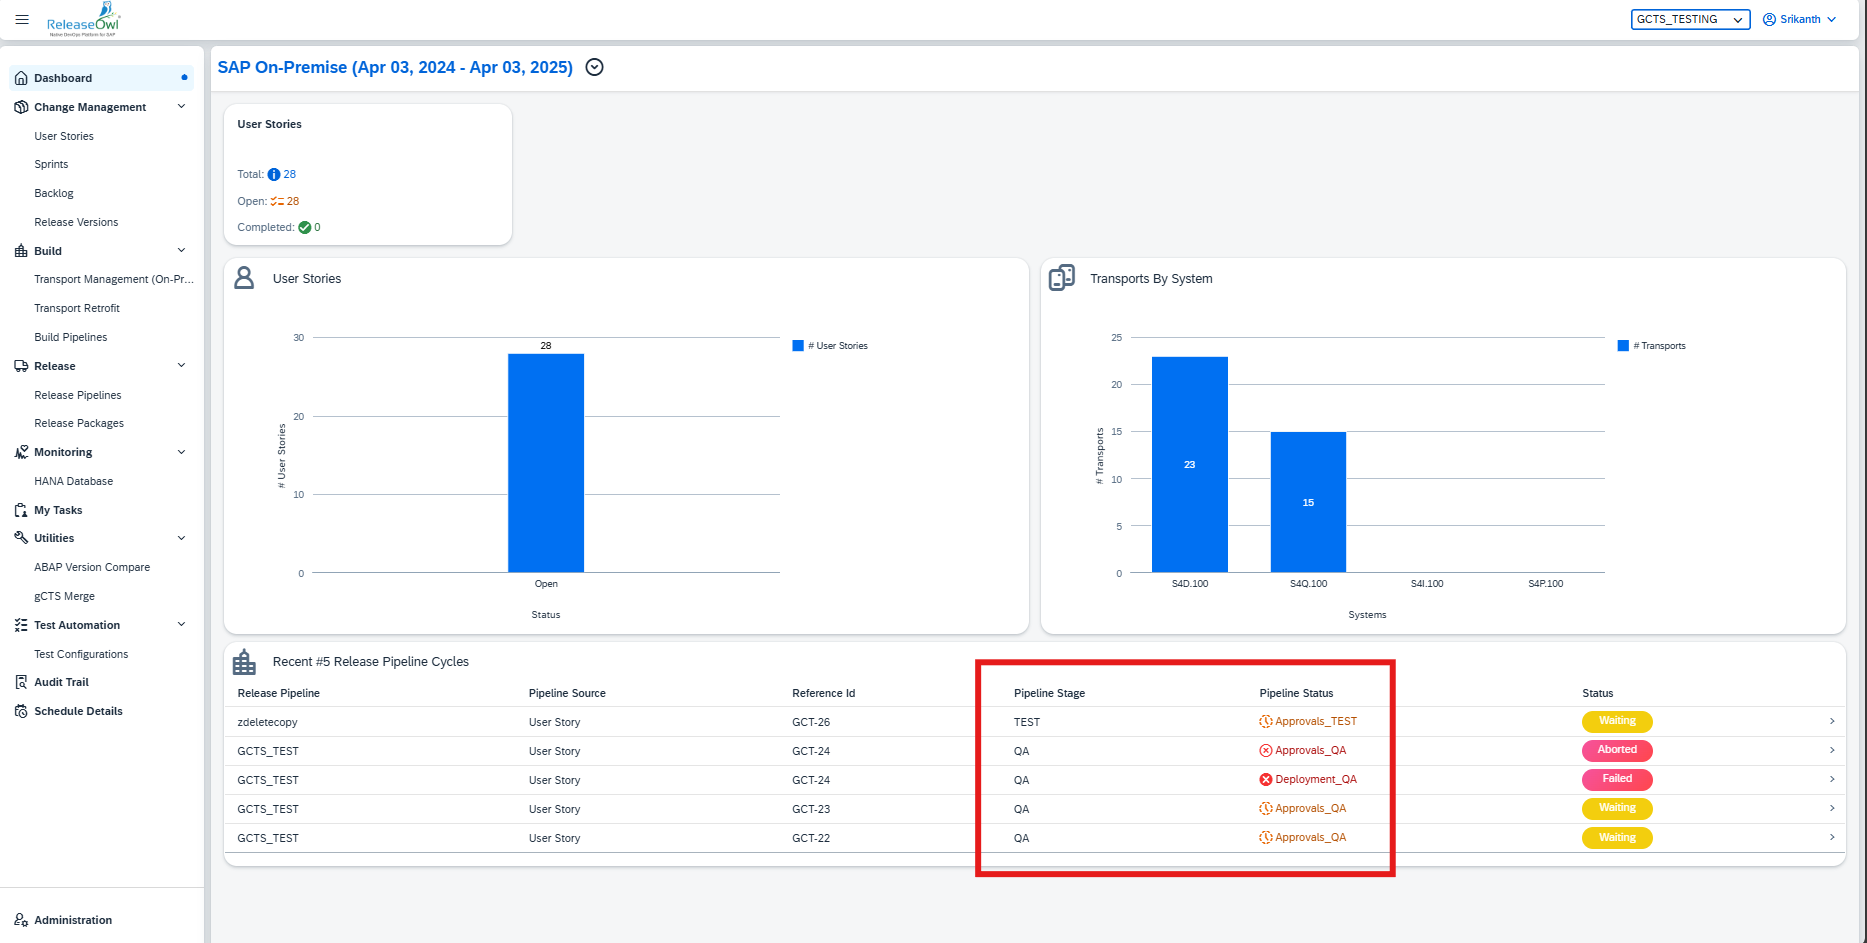 ReleaseOwl
Native DevOps Platform for SAP
GCTS_TESTING
Srikanth
Dashboard
Change Management
User Stories
Sprints
Backlog
Release Versions
Build
Transport Management (On-Pr...
Transport Retrofit
Build Pipelines
Release
Release Pipelines
Release Packages
Monitoring
HANA Database
My Tasks
Utilities
ABAP Version Compare
gCTS Merge
Test Automation
Test Configurations
Audit Trail
Schedule Details
Administration
SAP On-Premise (Apr 03, 2024 - Apr 03, 2025)
User Stories
Total: 28
Open: 28
Completed: 0
User Stories
30
20
10
0
# User Stories
28
Open
Status
# User Stories
Transports By System
25
20
15
10
5
0
# Transports
23
15
S4D.100 S4Q.100 S4I.100 S4P.100
Systems
# Transports
Recent #5 Release Pipeline Cycles
Release Pipeline Pipeline Source Reference Id Pipeline Stage Pipeline Status Status
zdeletecopy User Story GCT-26 TEST Approvals_TEST Waiting
GCTS_TEST User Story GCT-24 QA Approvals_QA Aborted
GCTS_TEST User Story GCT-24 QA Deployment_QA Failed
GCTS_TEST User Story GCT-23 QA Approvals_QA Waiting
GCTS_TEST User Story GCT-22 QA Approvals_QA Waiting